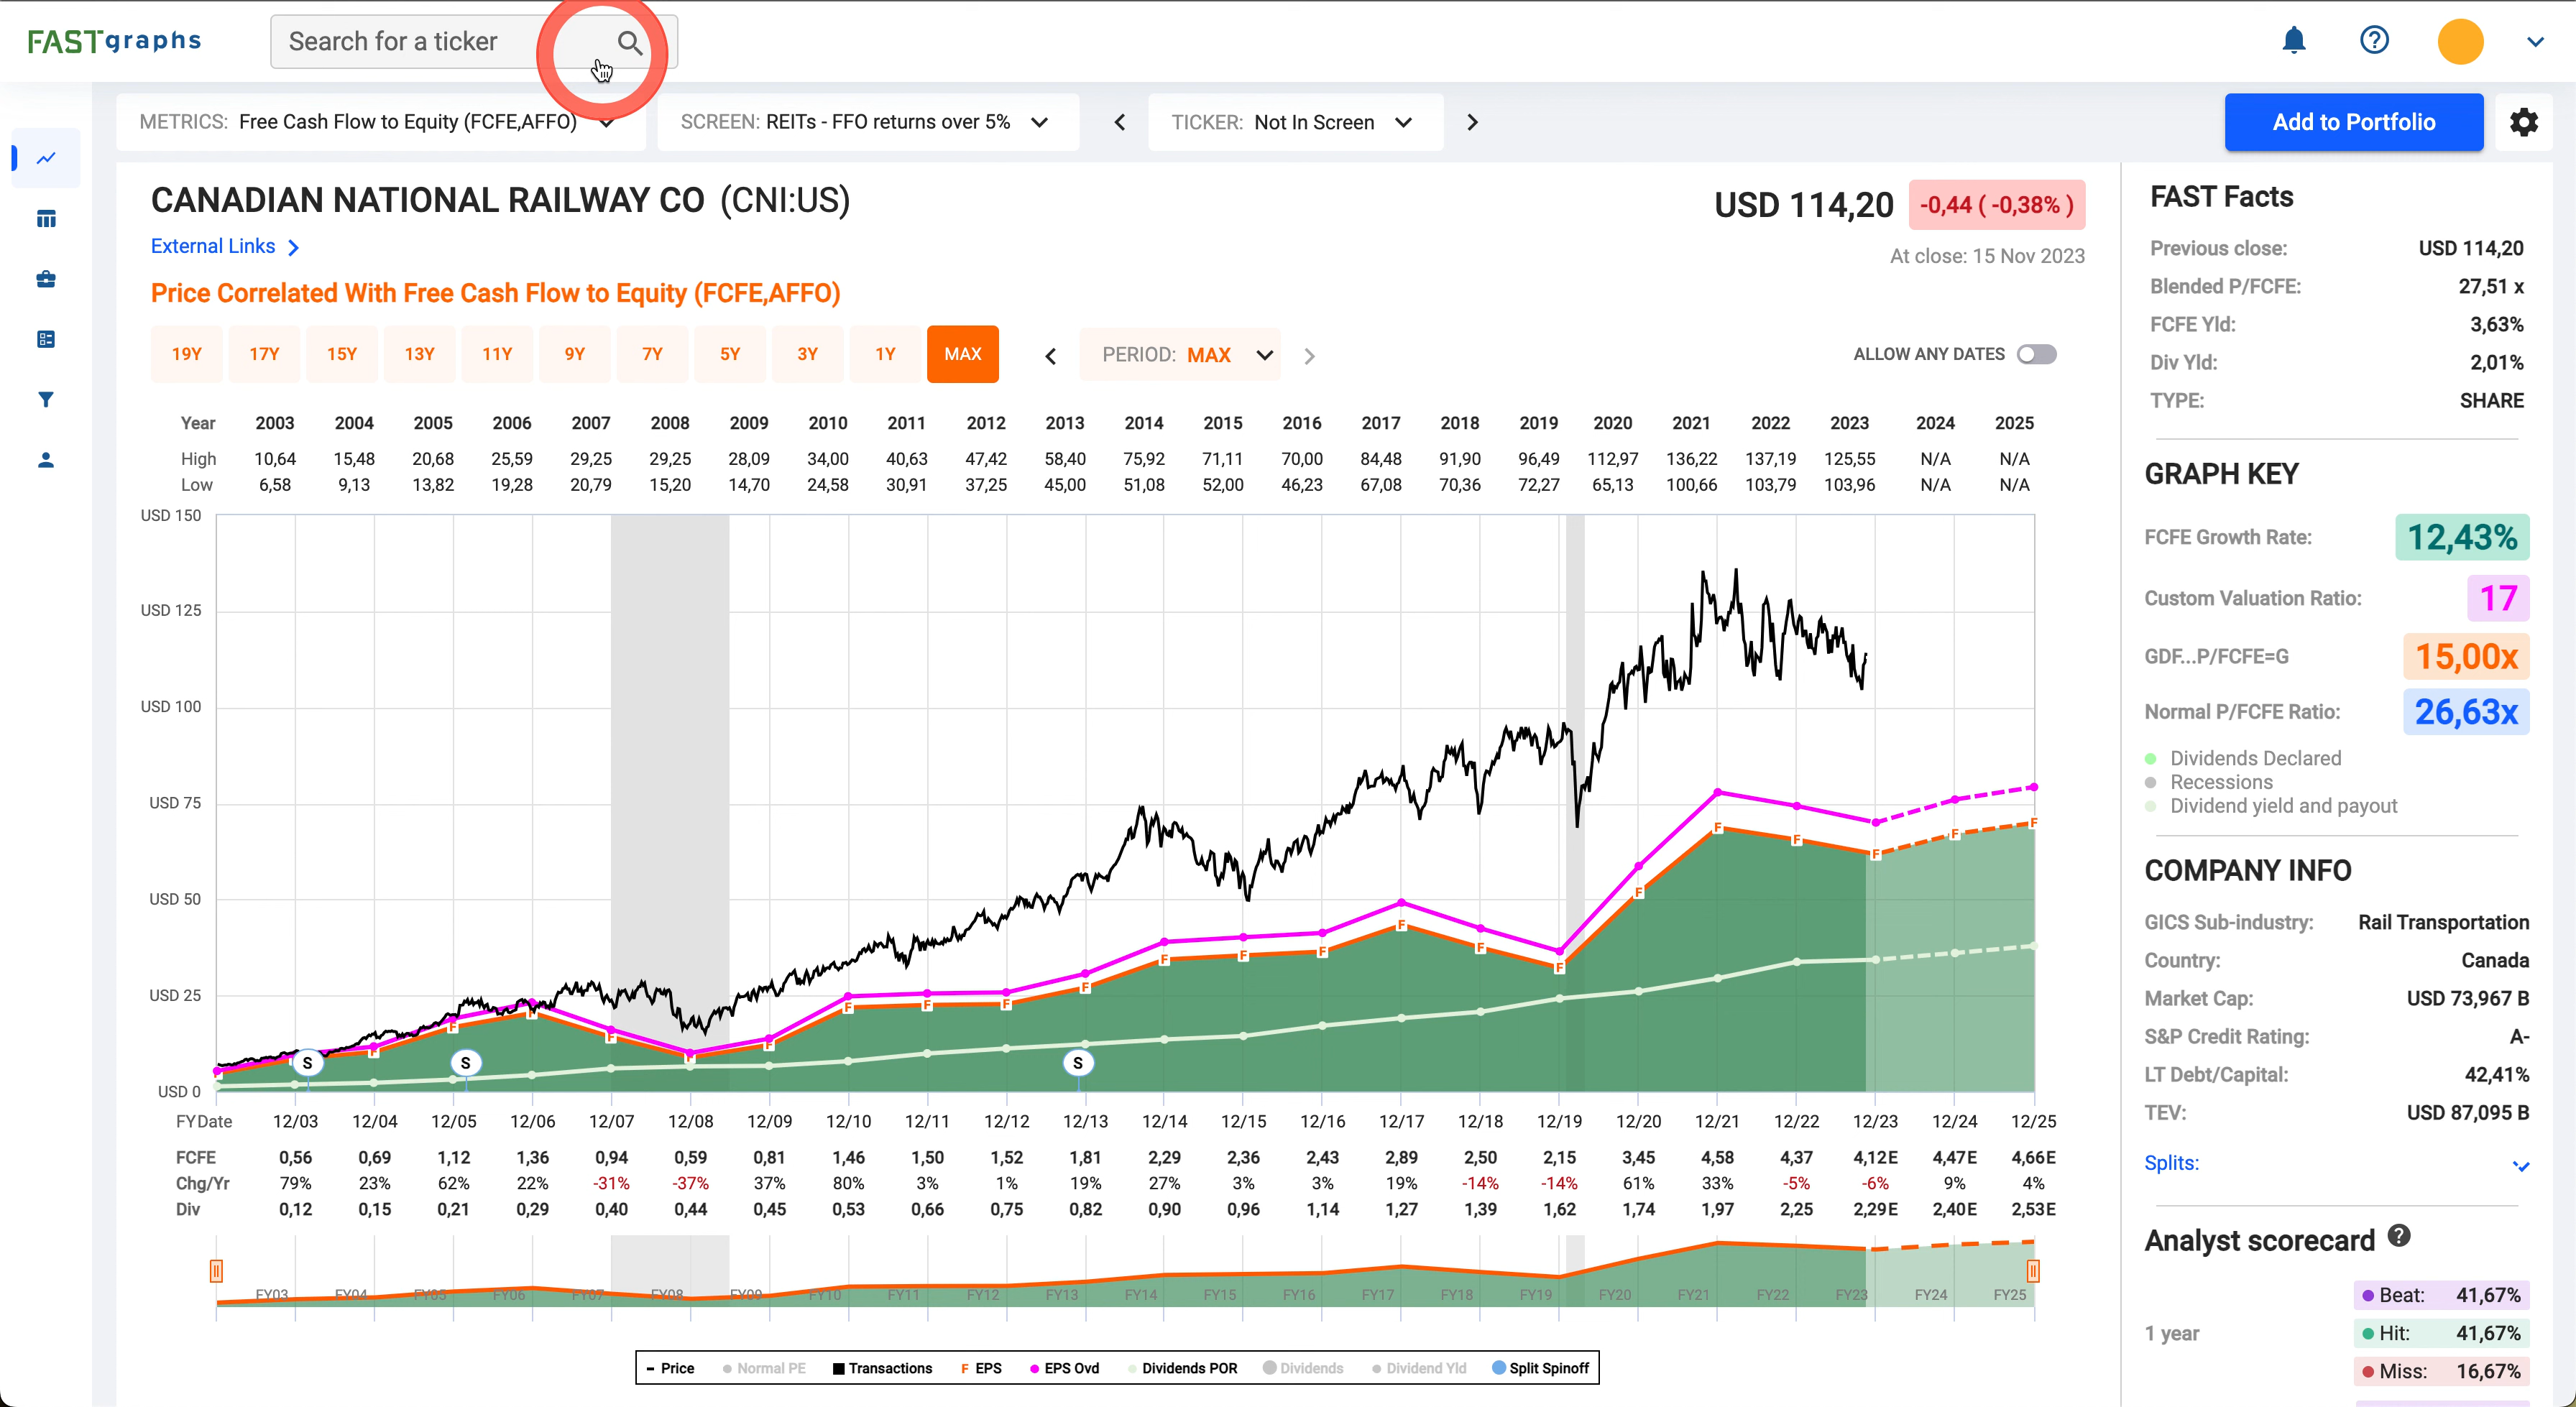 FASTgraphs
Search for a ticker
METRICS: Free Cash Flow to Equity (FCFE,AFFO)
SCREEN: REITs - FFO returns over 5%
TICKER: Not In Screen
Add to Portfolio
CANADIAN NATIONAL RAILWAY CO (CNI:US)
USD 114,20 -0,44 ( -0,38% )
External Links
At close: 15 Nov 2023
Price Correlated With Free Cash Flow to Equity (FCFE,AFFO)
19Y 17Y 15Y 13Y 11Y 9Y 7Y 5Y 3Y 1Y MAX
PERIOD: MAX
ALLOW ANY DATES
Year 2003 2004 2005 2006 2007 2008 2009 2010 2011 2012 2013 2014 2015 2016 2017 2018 2019 2020 2021 2022 2023 2024 2025
High 10,64 15,48 20,68 25,59 29,25 29,25 28,09 34,00 40,63 47,42 58,40 75,92 71,11 70,00 84,48 91,90 96,49 112,97 136,22 137,19 125,55 N/A N/A
Low 6,58 9,13 13,82 19,28 20,79 15,20 14,70 24,58 30,91 37,25 45,00 51,08 52,00 46,23 67,08 70,36 72,27 65,13 100,66 103,79 103,96 N/A N/A
USD 150
USD 125
USD 100
USD 75
USD 50
USD 25
USD 0
F F F F F F F F F F F F F F F F F F F F F F
S S S
FYDate 12/03 12/04 12/05 12/06 12/07 12/08 12/09 12/10 12/11 12/12 12/13 12/14 12/15 12/16 12/17 12/18 12/19 12/20 12/21 12/22 12/23 12/24 12/25
FCFE 0,56 0,69 1,12 1,36 0,94 0,59 0,81 1,46 1,50 1,52 1,81 2,29 2,36 2,43 2,89 2,50 2,15 3,45 4,58 4,37 4,12E 4,47E 4,66E
Chg/Yr 79% 23% 62% 22% -31% -37% 37% 80% 3% 1% 19% 27% 3% 3% 19% -14% -14% 61% 33% -5% -6% 9% 4%
Div 0,12 0,15 0,21 0,29 0,40 0,44 0,45 0,53 0,66 0,75 0,82 0,90 0,96 1,14 1,27 1,39 1,62 1,74 1,97 2,25 2,29E 2,40E 2,53E
FY03 FY04 FY05 FY06 FY07 FY08 FY09 FY10 FY11 FY12 FY13 FY14 FY15 FY16 FY17 FY18 FY19 FY20 FY21 FY22 FY23 FY24 FY25
Price Normal PE Transactions F EPS EPS Ovd Dividends POR Dividends Dividend Yld Split Spinoff
FAST Facts
Previous close: USD 114,20
Blended P/FCFE: 27,51 x
FCFE Yld: 3,63%
Div Yld: 2,01%
TYPE: SHARE
GRAPH KEY
FCFE Growth Rate: 12,43%
Custom Valuation Ratio: 17
GDF...P/FCFE=G 15,00x
Normal P/FCFE Ratio: 26,63x
Dividends Declared
Recessions
Dividend yield and payout
COMPANY INFO
GICS Sub-industry: Rail Transportation
Country: Canada
Market Cap: USD 73,967 B
S&P Credit Rating: A-
LT Debt/Capital: 42,41%
TEV: USD 87,095 B
Splits:
Analyst scorecard ?
Beat: 41,67%
1 year Hit: 41,67%
Miss: 16,67%